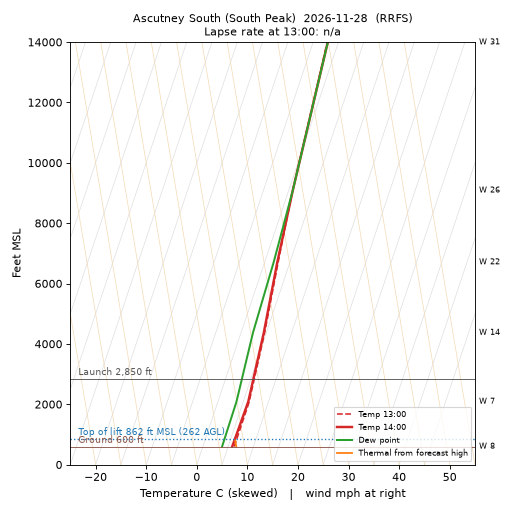 Ascutney South (South Peak)  2026-11-28  (RRFS)
Lapse rate at 13:00: n/a
14000
12000
10000
8000
6000
4000
2000
0
Feet MSL
W 31
W 26
W 22
W 14
W 7
W 8
Launch 2,850 ft
Top of lift 862 ft MSL (262 AGL)
Ground 600 ft
Temp 13:00
Temp 14:00
Dew point
Thermal from forecast high
−20
−10
0
10
20
30
40
50
Temperature C (skewed)   |   wind mph at right